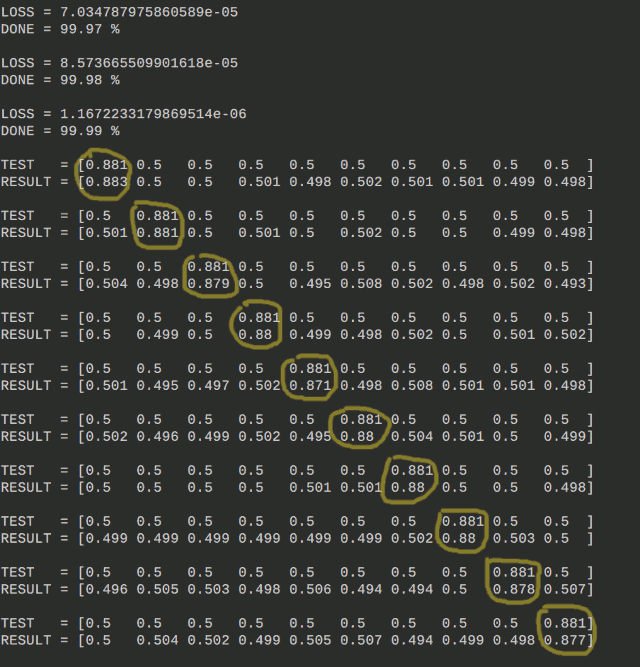 LOSS = 7.034787975860589e-05
DONE = 99.97 %
LOSS = 8.573665509901618e-05
DONE = 99.98 %
LOSS = 1.1672233179869514e-06
DONE = 99.99 %
TEST   = [0.881 0.5   0.5   0.5   0.5   0.5   0.5   0.5   0.5   0.5  ]
RESULT = [0.883 0.5   0.5   0.501 0.498 0.502 0.501 0.501 0.499 0.498]
TEST   = [0.5   0.881 0.5   0.5   0.5   0.5   0.5   0.5   0.5   0.5  ]
RESULT = [0.501 0.881 0.5   0.501 0.5   0.502 0.5   0.5   0.499 0.498]
TEST   = [0.5   0.5   0.881 0.5   0.5   0.5   0.5   0.5   0.5   0.5  ]
RESULT = [0.504 0.498 0.879 0.5   0.495 0.508 0.502 0.498 0.502 0.493]
TEST   = [0.5   0.5   0.5   0.881 0.5   0.5   0.5   0.5   0.5   0.5  ]
RESULT = [0.5   0.499 0.5   0.88  0.499 0.498 0.502 0.5   0.501 0.502]
TEST   = [0.5   0.5   0.5   0.5   0.881 0.5   0.5   0.5   0.5   0.5  ]
RESULT = [0.501 0.495 0.497 0.502 0.871 0.498 0.508 0.501 0.501 0.498]
TEST   = [0.5   0.5   0.5   0.5   0.5   0.881 0.5   0.5   0.5   0.5  ]
RESULT = [0.502 0.496 0.499 0.502 0.495 0.88  0.504 0.501 0.5   0.499]
TEST   = [0.5   0.5   0.5   0.5   0.5   0.5   0.881 0.5   0.5   0.5  ]
RESULT = [0.5   0.5   0.5   0.5   0.501 0.501 0.88  0.5   0.5   0.498]
TEST   = [0.5   0.5   0.5   0.5   0.5   0.5   0.5   0.881 0.5   0.5  ]
RESULT = [0.499 0.499 0.499 0.499 0.499 0.499 0.502 0.88  0.503 0.5  ]
TEST   = [0.5   0.5   0.5   0.5   0.5   0.5   0.5   0.5   0.881 0.5  ]
RESULT = [0.496 0.505 0.503 0.498 0.506 0.494 0.494 0.5   0.878 0.507]
TEST   = [0.5   0.5   0.5   0.5   0.5   0.5   0.5   0.5   0.5   0.881]
RESULT = [0.5   0.504 0.502 0.499 0.505 0.507 0.494 0.499 0.498 0.877]